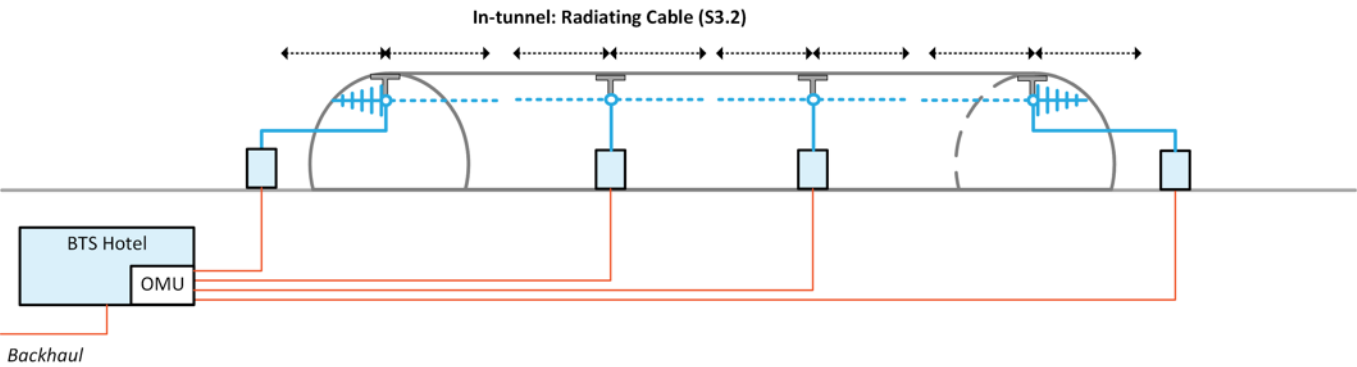 In-tunnel: Radiating Cable (S3.2)
BTS Hotel
OMU
Backhaul